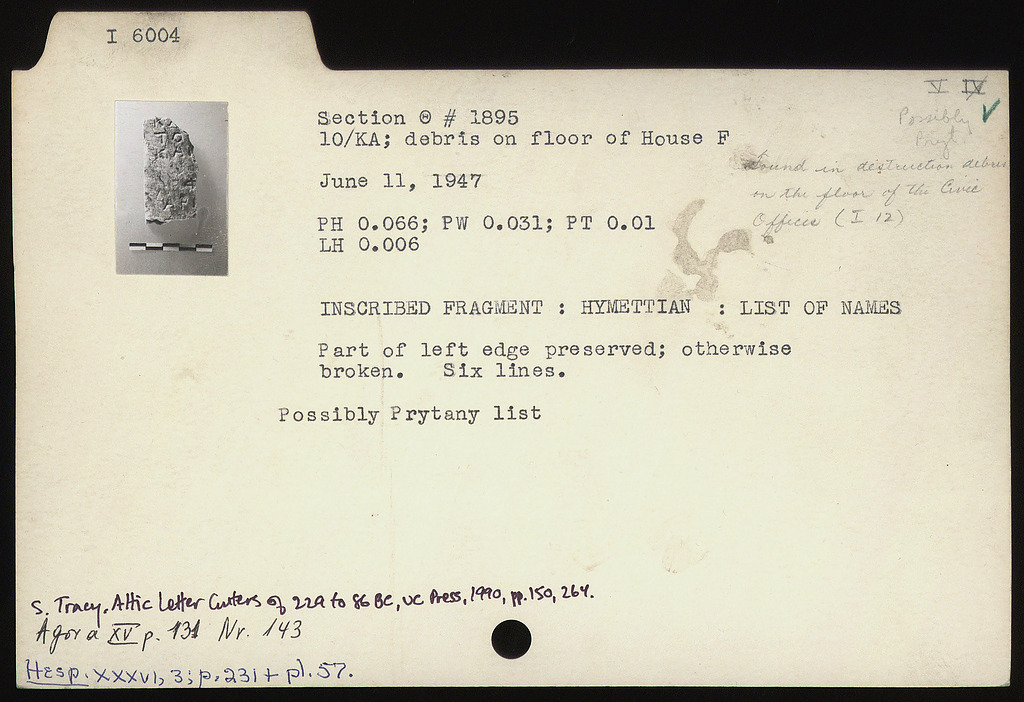 I 6004
V IV
Possibly
Pryt.
Section Θ # 1895
10/KA; debris on floor of House F
Found in destruction debris
on the floor of the Civic
Offices (I 12)
June 11, 1947
PH 0.066; PW 0.031; PT 0.01
LH 0.006
INSCRIBED FRAGMENT : HYMETTIAN : LIST OF NAMES
Part of left edge preserved; otherwise
broken. Six lines.
Possibly Prytany list
S. Tracy, Attic Letter Cutters of 229 to 86 BC, UC Press, 1990, pp. 150, 264.
Agora XV p. 131 Nr. 143
Hesp. XXXVI, 3; p. 231 + pl. 57.